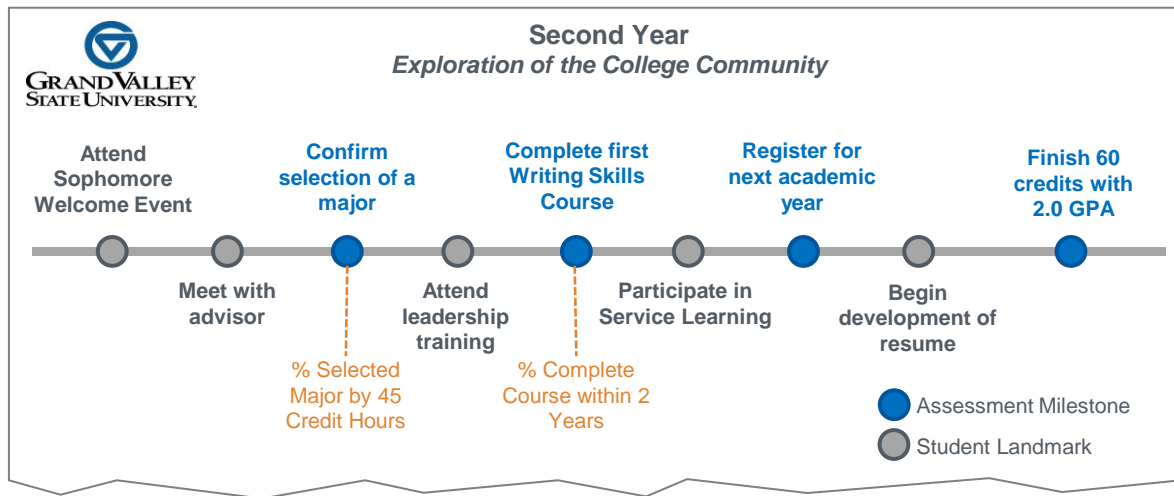 Second Year
Exploration of the College Community
GRAND VALLEY
STATE UNIVERSITY.
Attend
Sophomore
Welcome Event
Meet with
advisor
Confirm
selection of a
major
% Selected
Major by 45
Credit Hours
Attend
leadership
training
Complete first
Writing Skills
Course
% Complete
Course within 2
Years
Participate in
Service Learning
Register for
next academic
year
Begin
development of
resume
Finish 60
credits with
2.0 GPA
Assessment Milestone
Student Landmark